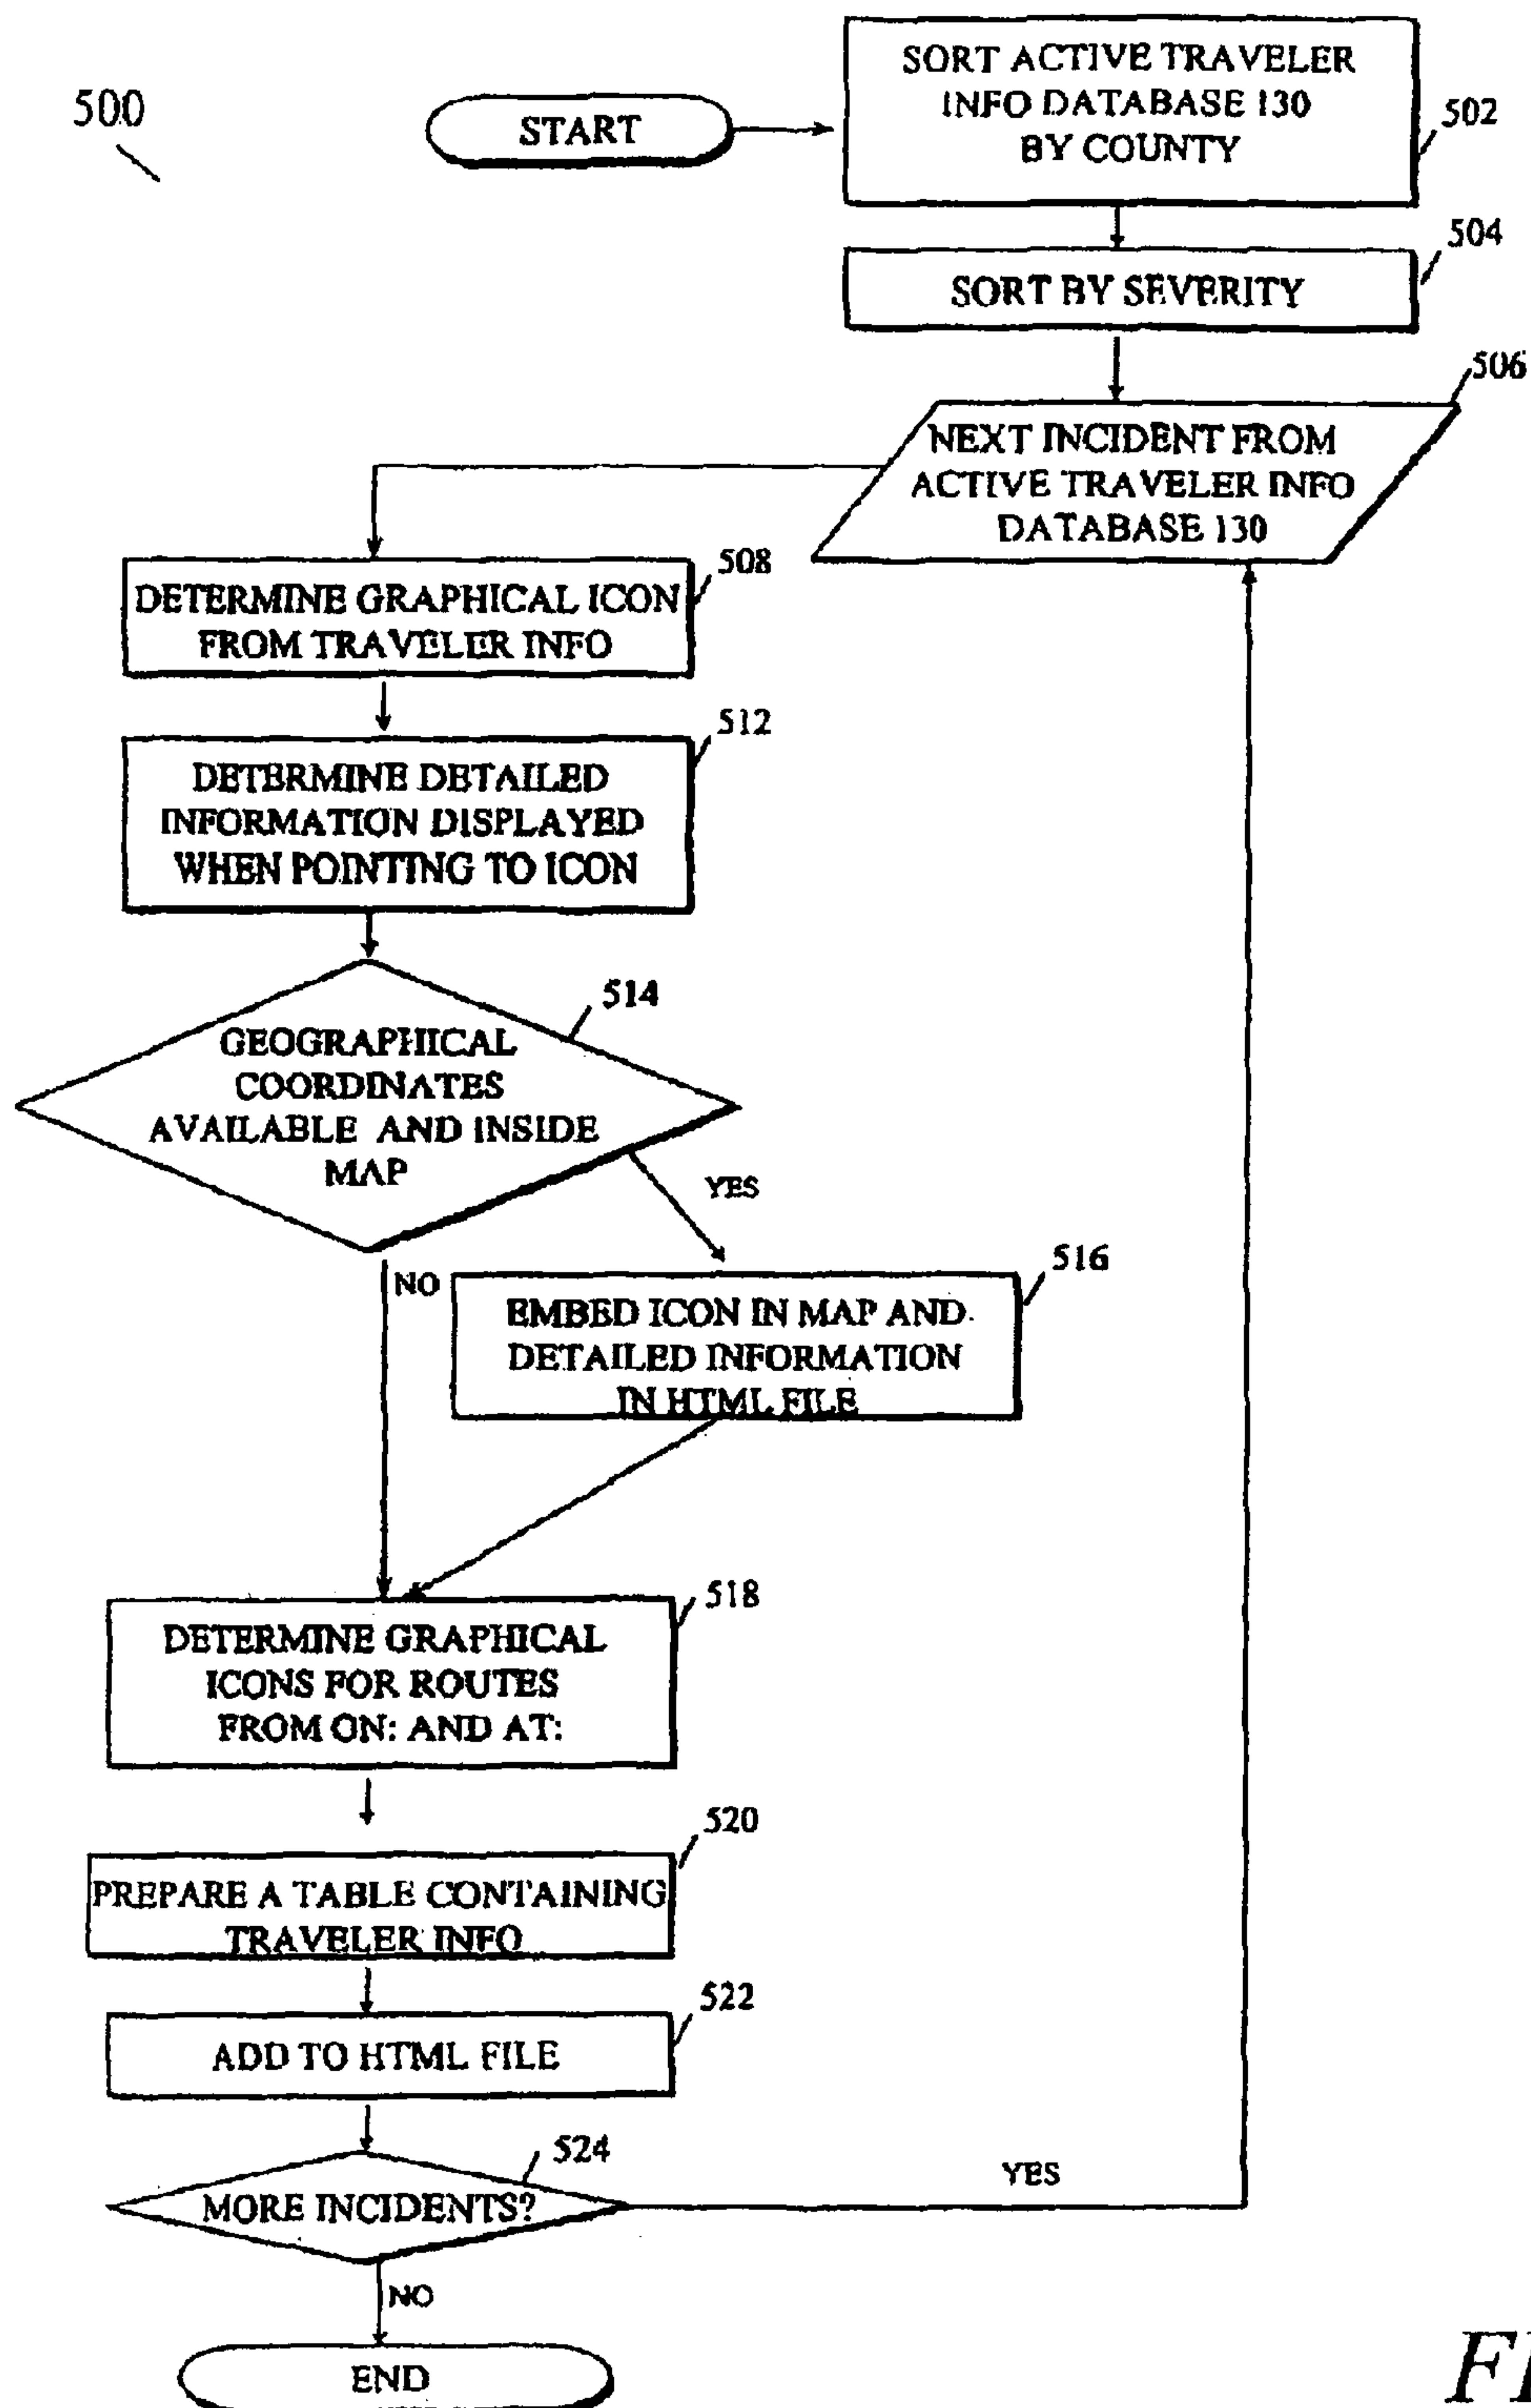 500
START
SORT ACTIVE TRAVELER
INFO DATABASE 130
BY COUNTY
502
SORT BY SEVERITY
504
NEXT INCIDENT FROM
ACTIVE TRAVELER INFO
DATABASE 130
506
DETERMINE GRAPHICAL ICON
FROM TRAVELER INFO
508
DETERMINE DETAILED
INFORMATION DISPLAYED
WHEN POINTING TO ICON
512
GEOGRAPHICAL
COORDINATES
AVAILABLE AND INSIDE
MAP
514
YES
NO
EMBED ICON IN MAP AND
DETAILED INFORMATION
IN HTML FILE
516
DETERMINE GRAPHICAL
ICONS FOR ROUTES
FROM ON: AND AT:
518
PREPARE A TABLE CONTAINING
TRAVELER INFO
520
ADD TO HTML FILE
522
MORE INCIDENTS?
524
YES
NO
END